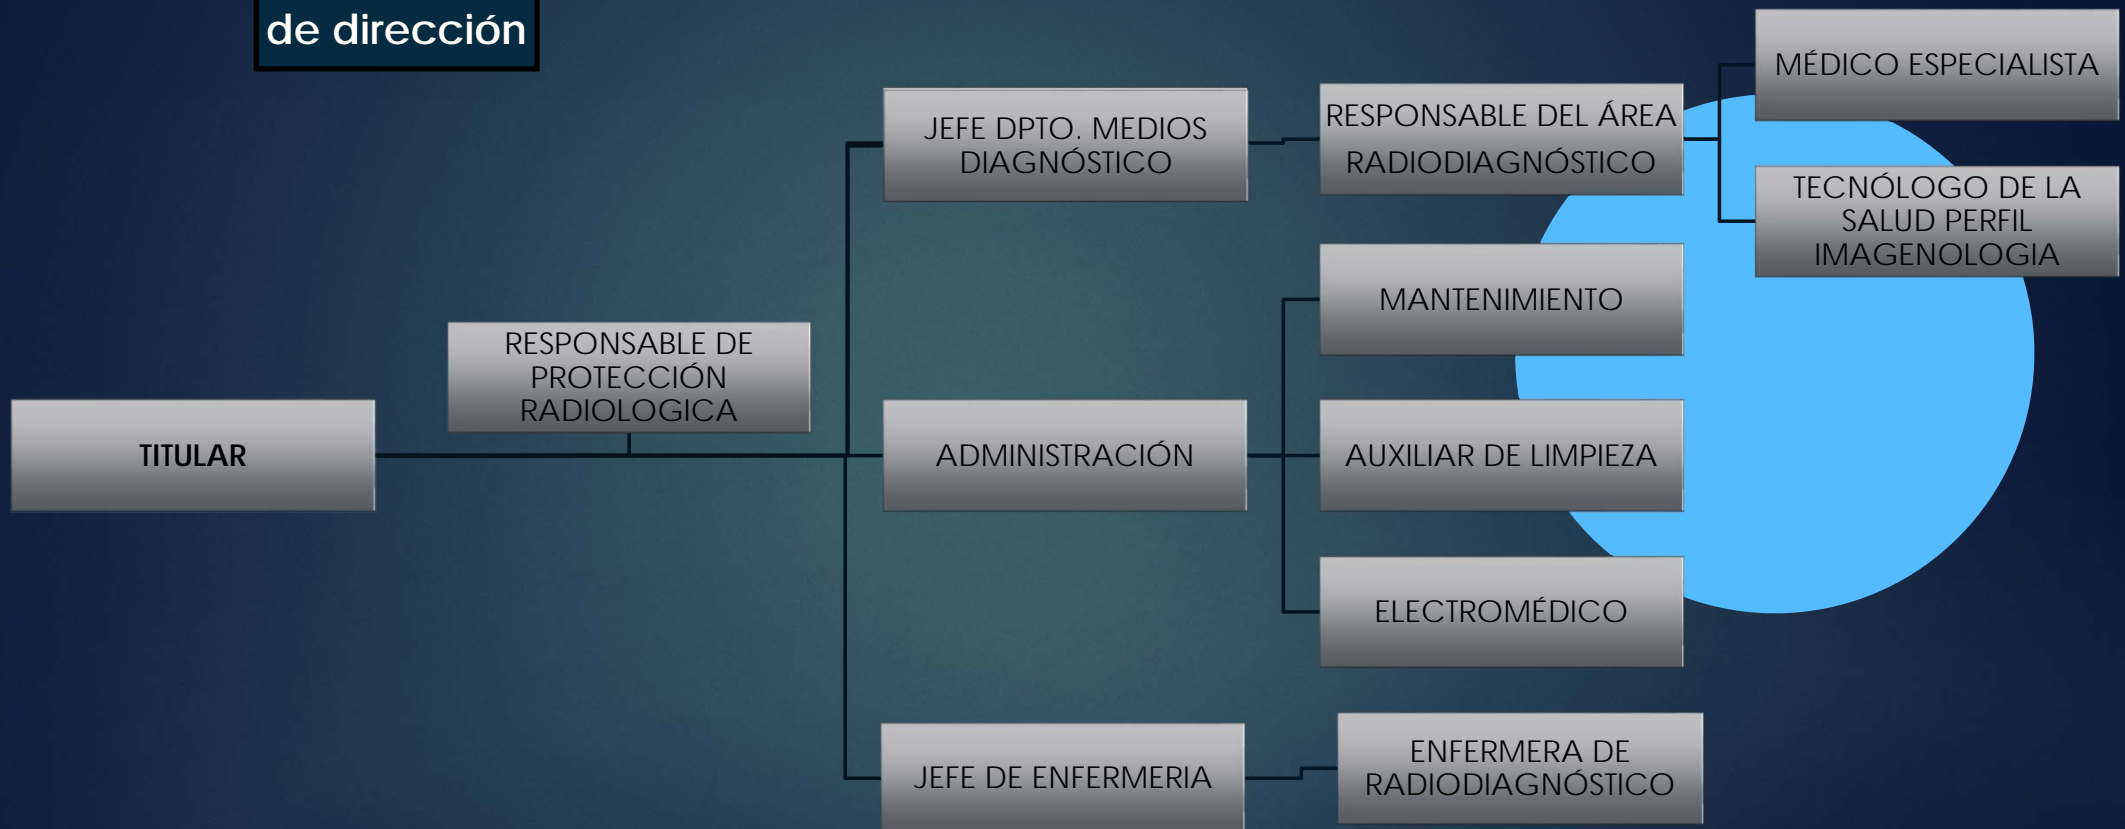 de dirección
MÉDICO ESPECIALISTA
JEFE DPTO. MEDIOS
DIAGNÓSTICO
RESPONSABLE DEL ÁREA
RADIODIAGNÓSTICO
TECNÓLOGO DE LA
SALUD PERFIL
IMAGENOLOGIA
MANTENIMIENTO
RESPONSABLE DE
PROTECCIÓN
RADIOLOGICA
TITULAR
ADMINISTRACIÓN
AUXILIAR DE LIMPIEZA
ELECTROMÉDICO
JEFE DE ENFERMERIA
ENFERMERA DE
RADIODIAGNÓSTICO